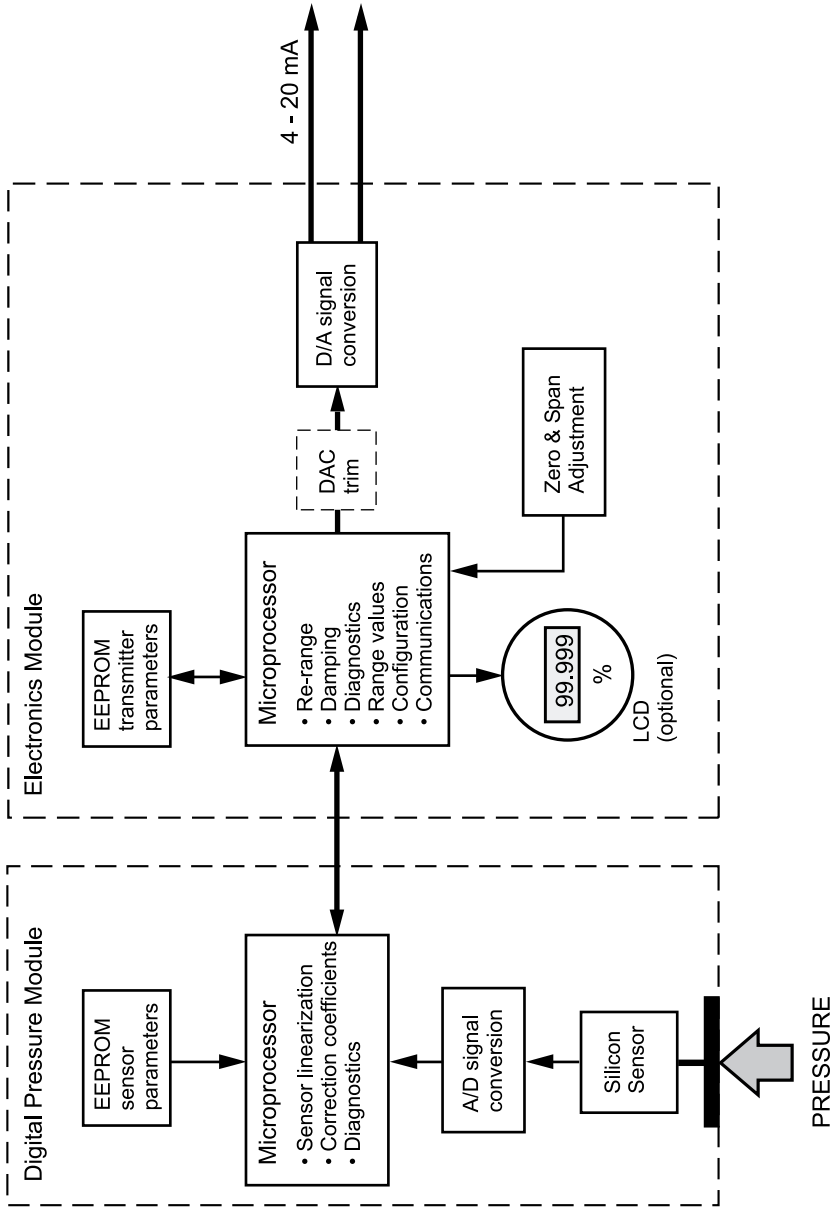 Digital Pressure Module
EEPROM
sensor
parameters
Microprocessor
• Sensor linearization
• Correction coefficients
• Diagnostics
A/D signal
conversion
Silicon
Sensor
PRESSURE
Electronics Module
EEPROM
transmitter
parameters
Microprocessor
• Re-range
• Damping
• Diagnostics
• Range values
• Configuration
• Communications
DAC
trim
D/A signal
conversion
4 - 20 mA
99.999
%
LCD
(optional)
Zero & Span
Adjustment